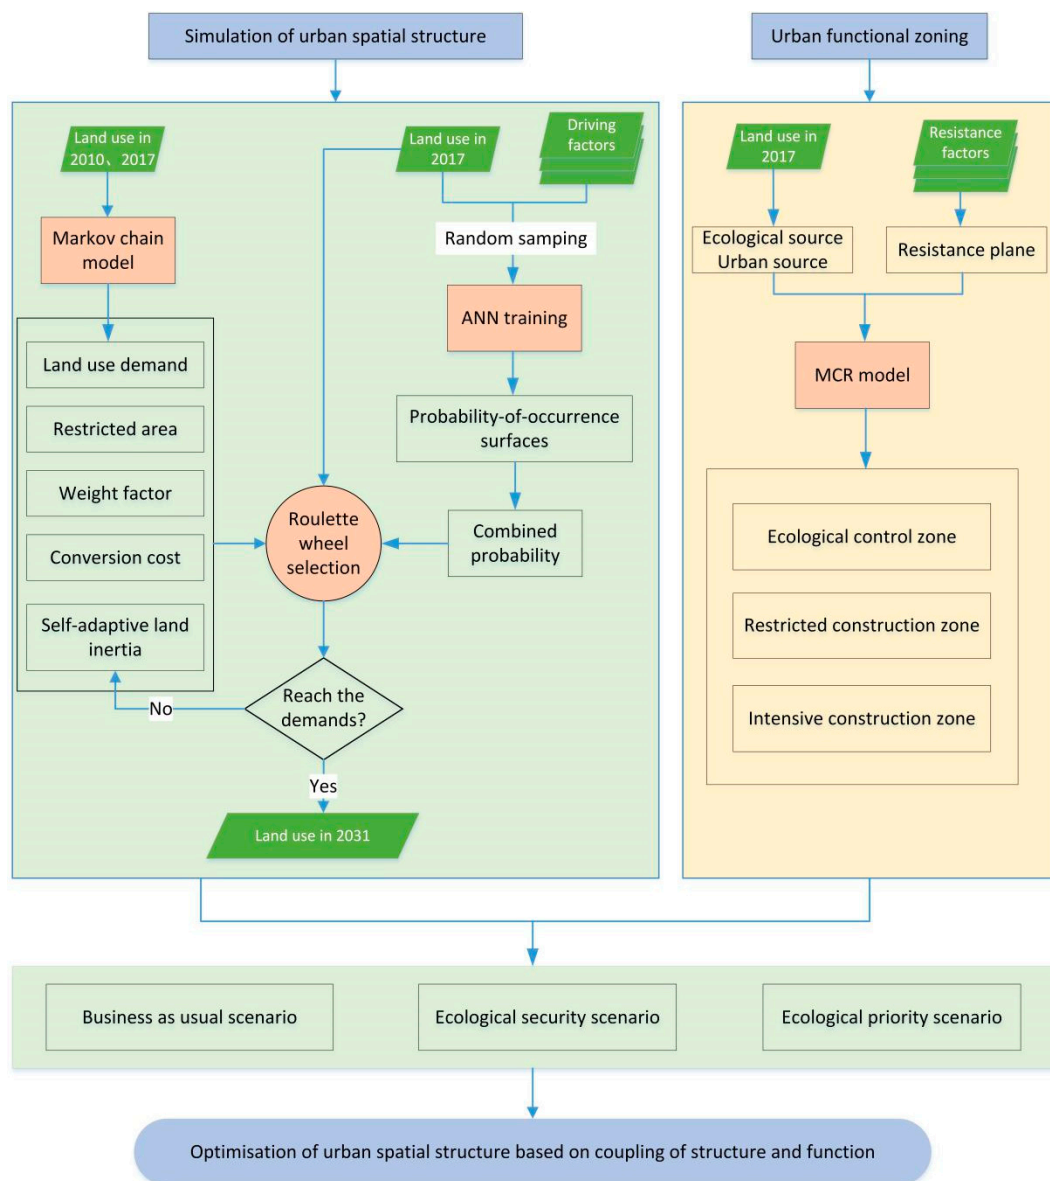 Simulation of urban spatial structure
Urban functional zoning
Land use in
2010、2017
Land use in
2017
Driving
factors
Markov chain
model
Random sampling
ANN training
Land use demand
Restricted area
Weight factor
Conversion cost
Self-adaptive land
inertia
Probability-of-occurrence
surfaces
Combined
probability
Roulette
wheel
selection
Reach the
demands?
No
Yes
Land use in 2031
Land use in
2017
Resistance
factors
Ecological source
Urban source
Resistance plane
MCR model
Ecological control zone
Restricted construction zone
Intensive construction zone
Business as usual scenario
Ecological security scenario
Ecological priority scenario
Optimisation of urban spatial structure based on coupling of structure and function